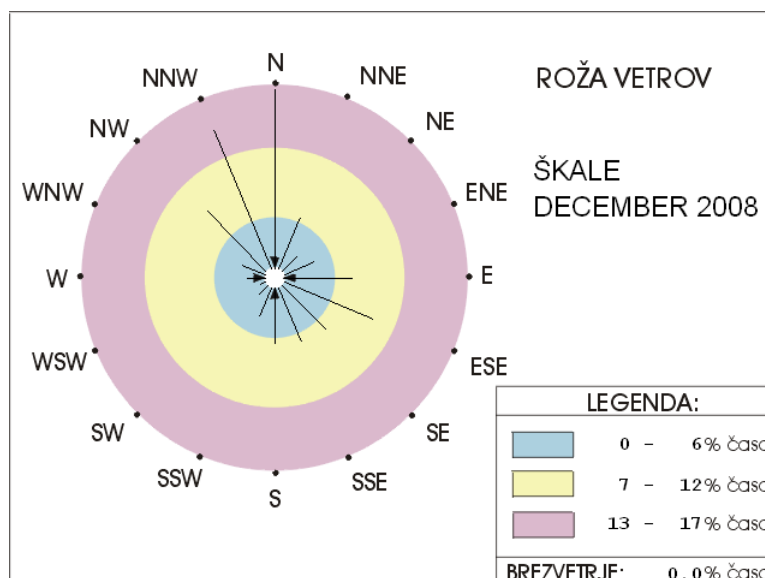 N
NNE
NE
ENE
E
ESE
SE
SSE
S
SSW
SW
WSW
W
WNW
NW
NNW
ROŽA VETROV
ŠKALE
DECEMBER 2008
LEGENDA:
0 - 6% časa
7 - 12% časa
13 - 17% časa
BREZVETRJE: 0.0% časa